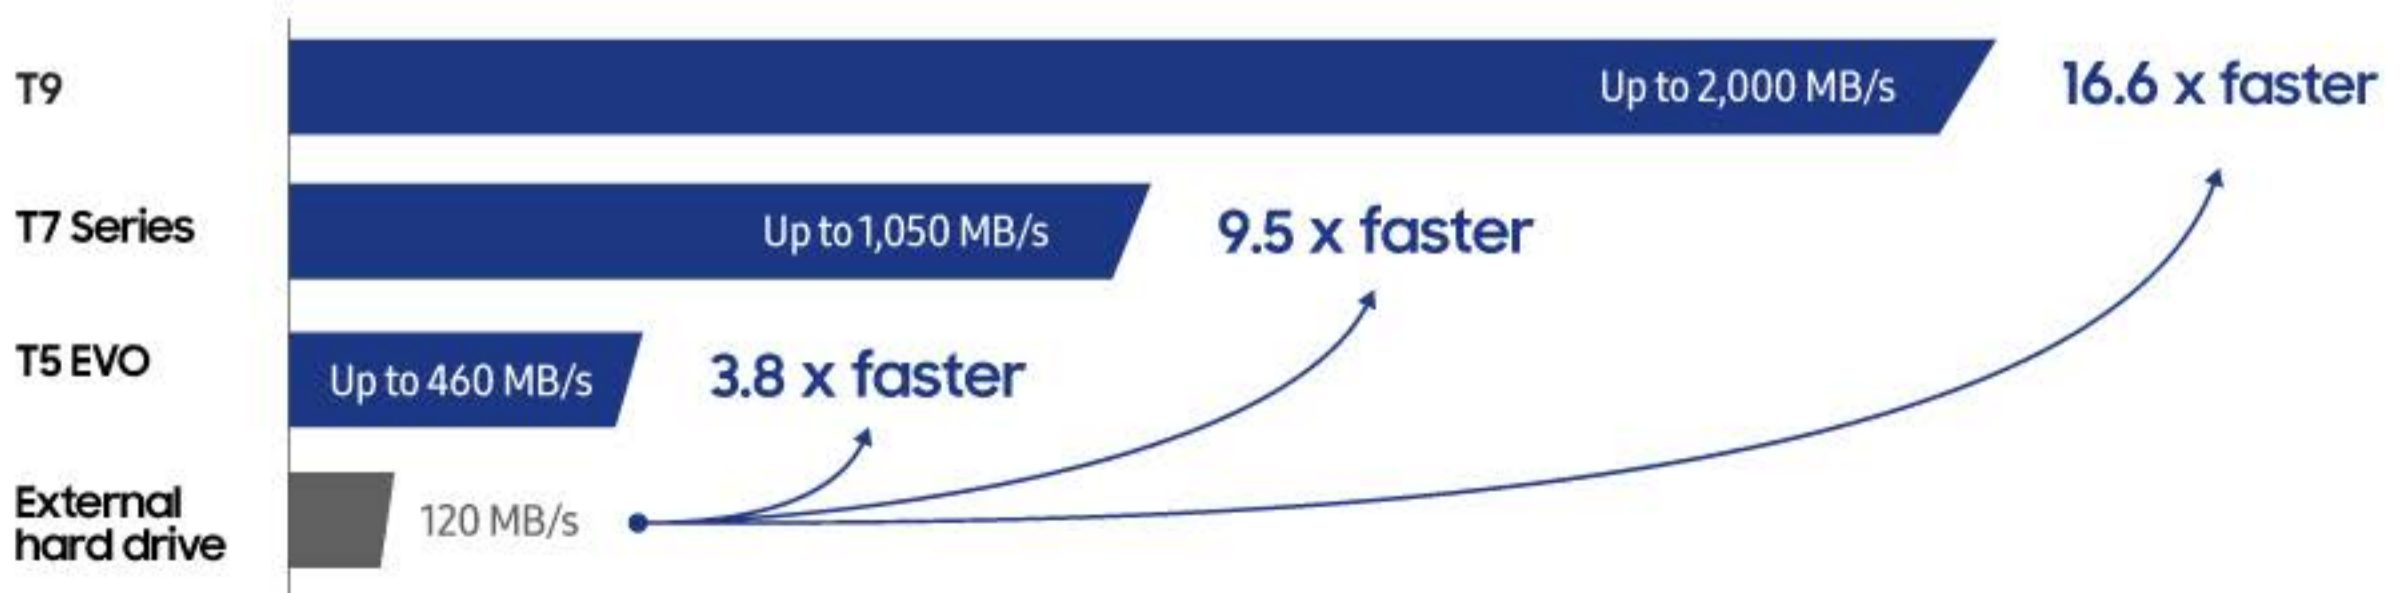 T9
Up to 2,000 MB/s
16.6 x faster
T7 Series
Up to 1,050 MB/s
9.5 x faster
T5 EVO
Up to 460 MB/s
3.8 x faster
External
hard drive
120 MB/s